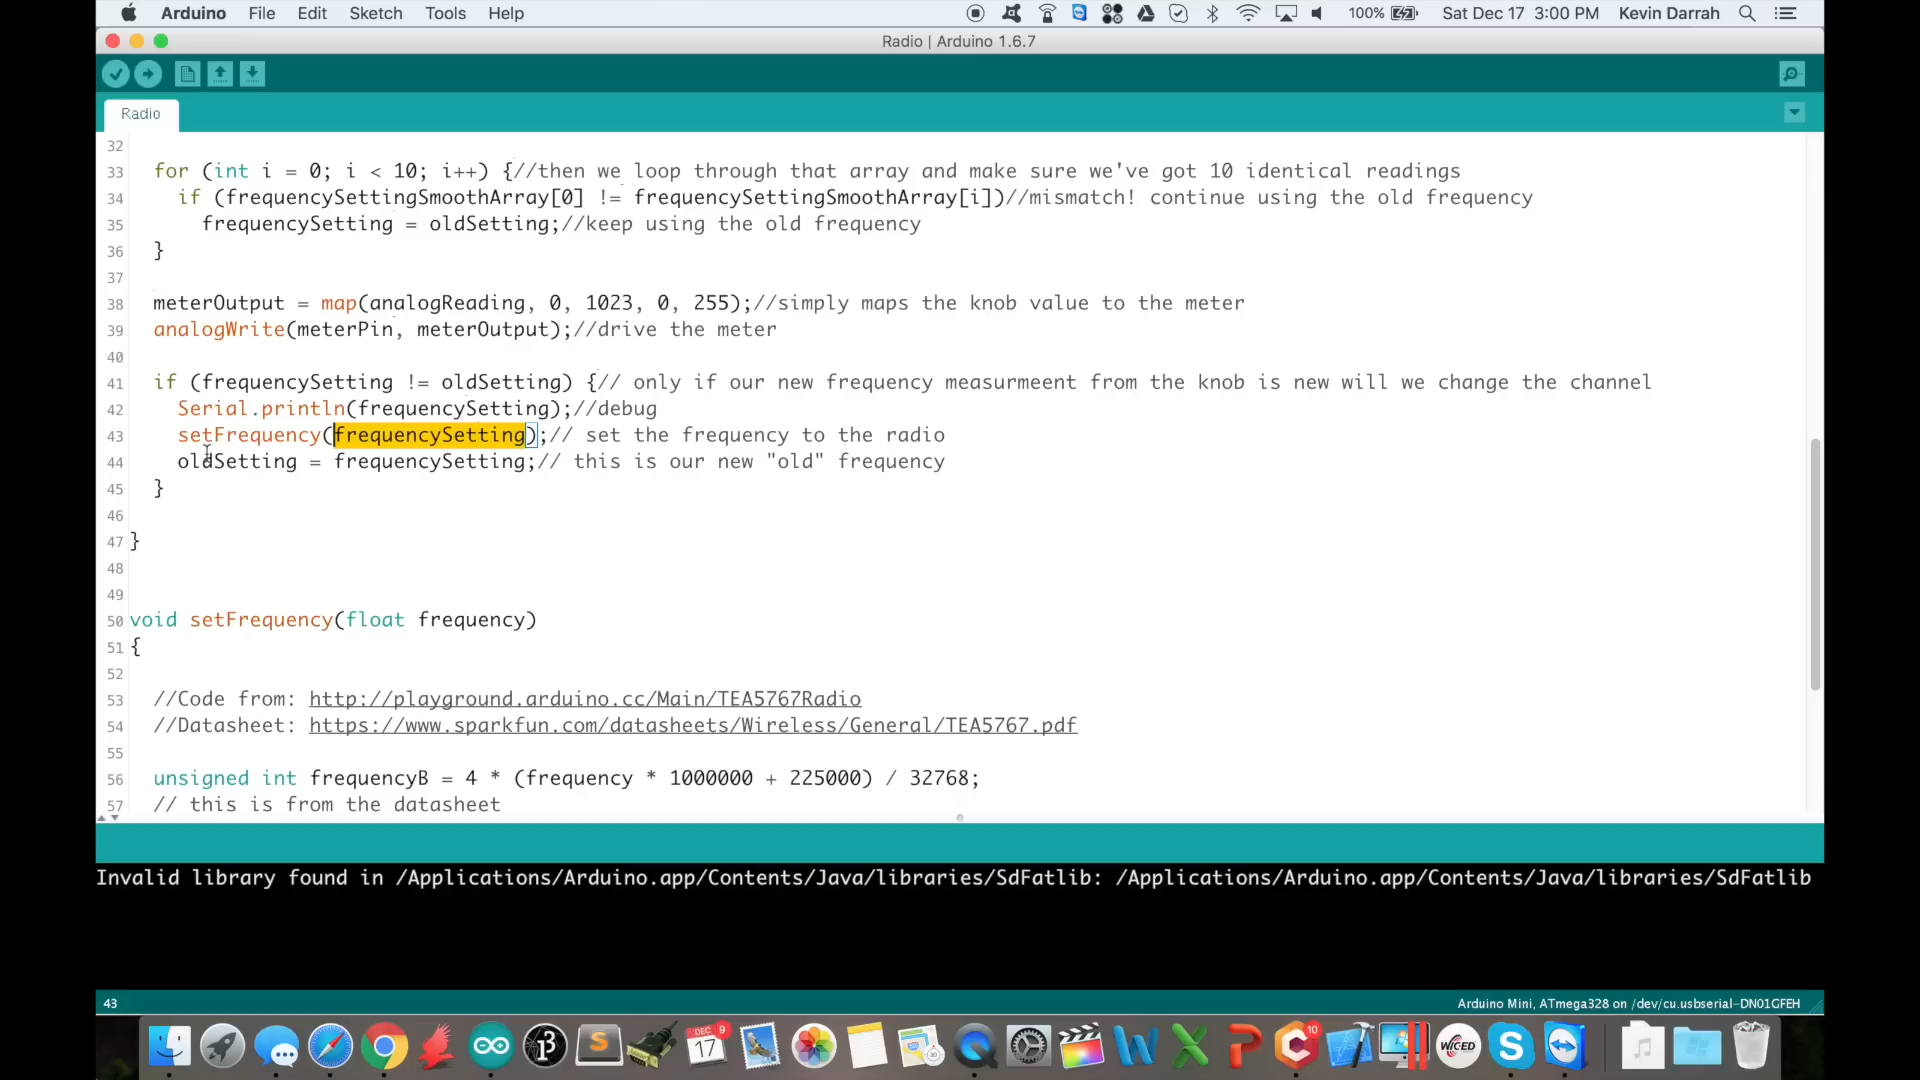 Arduino File Edit Sketch Tools Help 100% Sat Dec 17 3:00 PM Kevin Darrah
Radio | Arduino 1.6.7
Radio
32
33 for (int i = 0; i < 10; i++) {//then we loop through that array and make sure we've got 10 identical readings
34 if (frequencySettingSmoothArray[0] != frequencySettingSmoothArray[i])//mismatch! continue using the old frequency
35 frequencySetting = oldSetting;//keep using the old frequency
36 }
37
38 meterOutput = map(analogReading, 0, 1023, 0, 255);//simply maps the knob value to the meter
39 analogWrite(meterPin, meterOutput);//drive the meter
40
41 if (frequencySetting != oldSetting) {// only if our new frequency measurmeent from the knob is new will we change the channel
42 Serial.println(frequencySetting);//debug
43 setFrequency(frequencySetting);// set the frequency to the radio
44 oldSetting = frequencySetting;// this is our new "old" frequency
45 }
46
47 }
48
49
50 void setFrequency(float frequency)
51 {
52
53 //Code from: http://playground.arduino.cc/Main/TEA5767Radio
54 //Datasheet: https://www.sparkfun.com/datasheets/Wireless/General/TEA5767.pdf
55
56 unsigned int frequencyB = 4 * (frequency * 1000000 + 225000) / 32768;
57 // this is from the datasheet
Invalid library found in /Applications/Arduino.app/Contents/Java/libraries/SdFatlib: /Applications/Arduino.app/Contents/Java/libraries/SdFatlib
43 Arduino Mini, ATmega328 on /dev/cu.usbserial-DN01GFEH
DEC 9
17
10
WICED